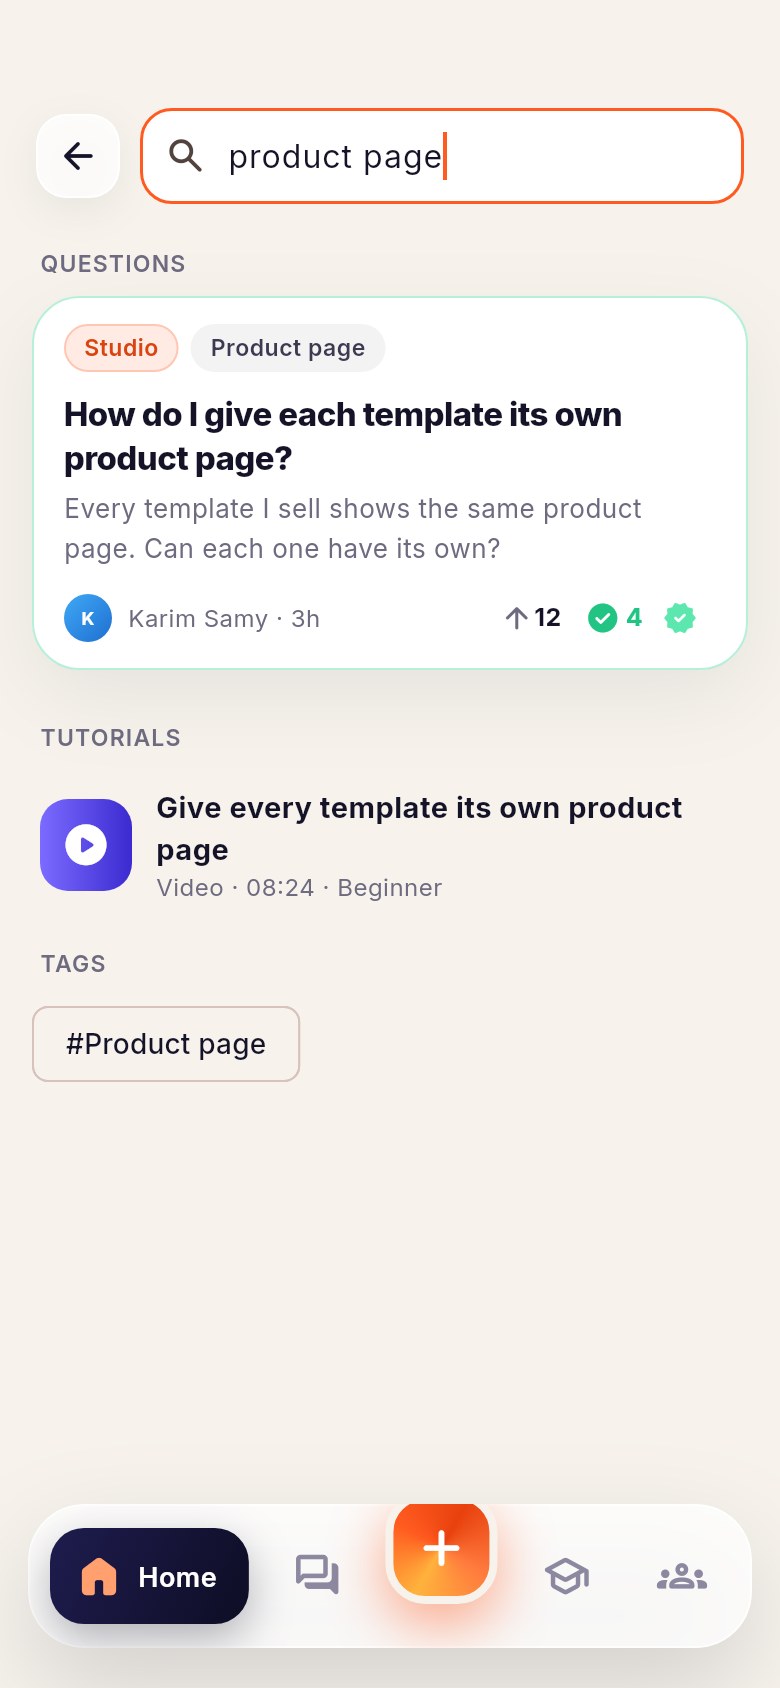 product page
QUESTIONS
Studio
Product page
How do I give each template its own
product page?
Every template I sell shows the same product
page. Can each one have its own?
K
Karim Samy · 3h
12
4
TUTORIALS
Give every template its own product
page
Video · 08:24 · Beginner
TAGS
#Product page
Home